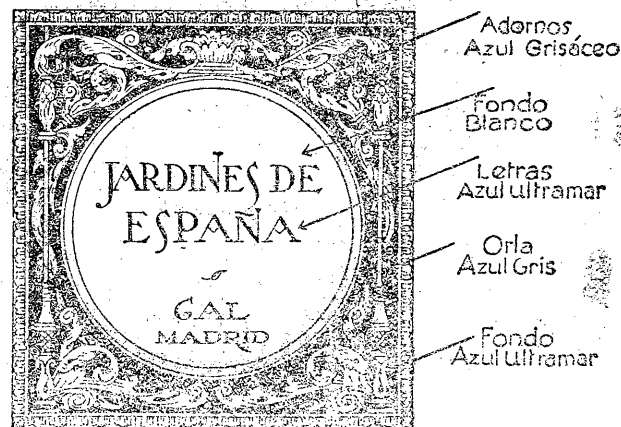 JARDINES DE
ESPAÑA
GAL
MADRID
Adornos
Azul Grisáceo
Fondo
Blanco
Letras
Azul ultramar
Orla
Azul Gris
Fondo
Azul Ultramar